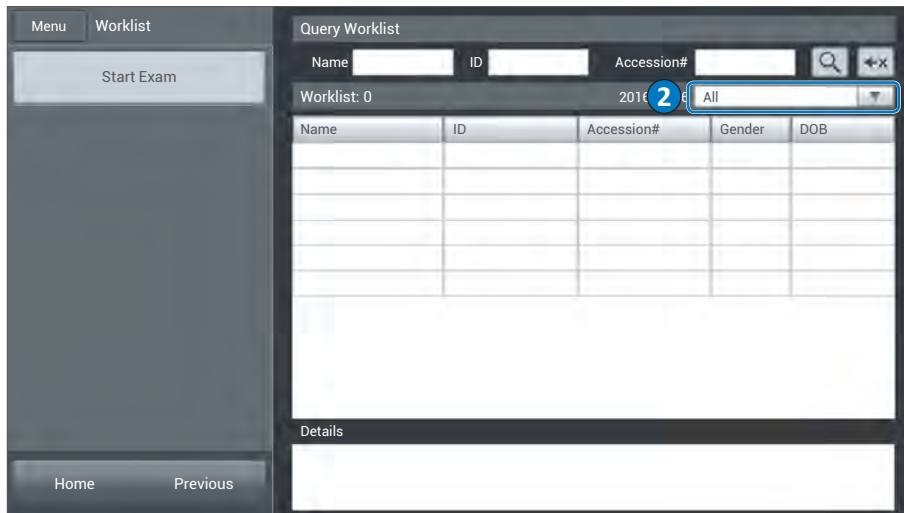 Menu Worklist
Start Exam
Home Previous
Query Worklist
Name ID Accession#
Worklist: 0 2016 2 All
Name ID Accession# Gender DOB
Details